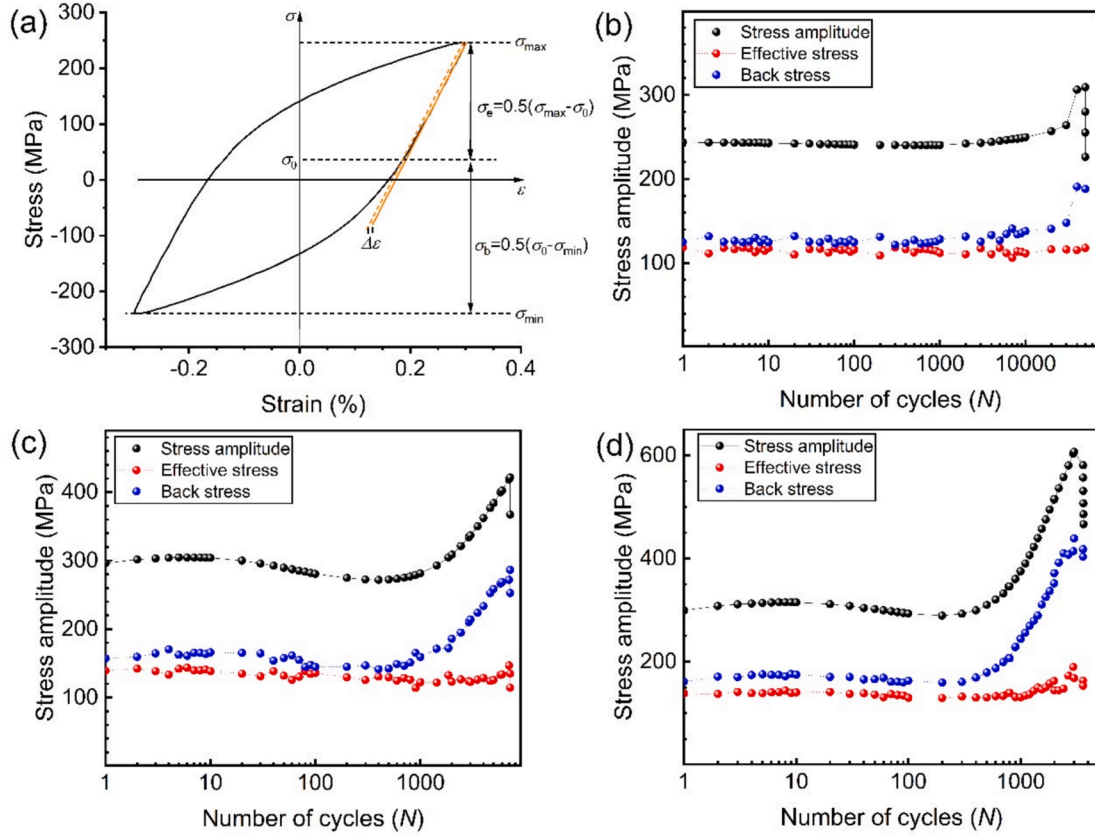 (a)
σ
300
200
100
0
-100
-200
-300
Stress (MPa)
σmax
σe=0.5(σmax-σ0)
σ0
ε
Δε
σb=0.5(σ0-σmin)
σmin
-0.2
0.0
0.2
0.4
Strain (%)
(b)
Stress amplitude
Effective stress
Back stress
Stress amplitude (MPa)
300
200
100
0
1
10
100
1000
10000
Number of cycles (N)
(c)
Stress amplitude
Effective stress
Back stress
Stress amplitude (MPa)
400
300
200
100
0
1
10
100
1000
Number of cycles (N)
(d)
Stress amplitude
Effective stress
Back stress
Stress amplitude (MPa)
600
400
200
0
1
10
100
1000
Number of cycles (N)